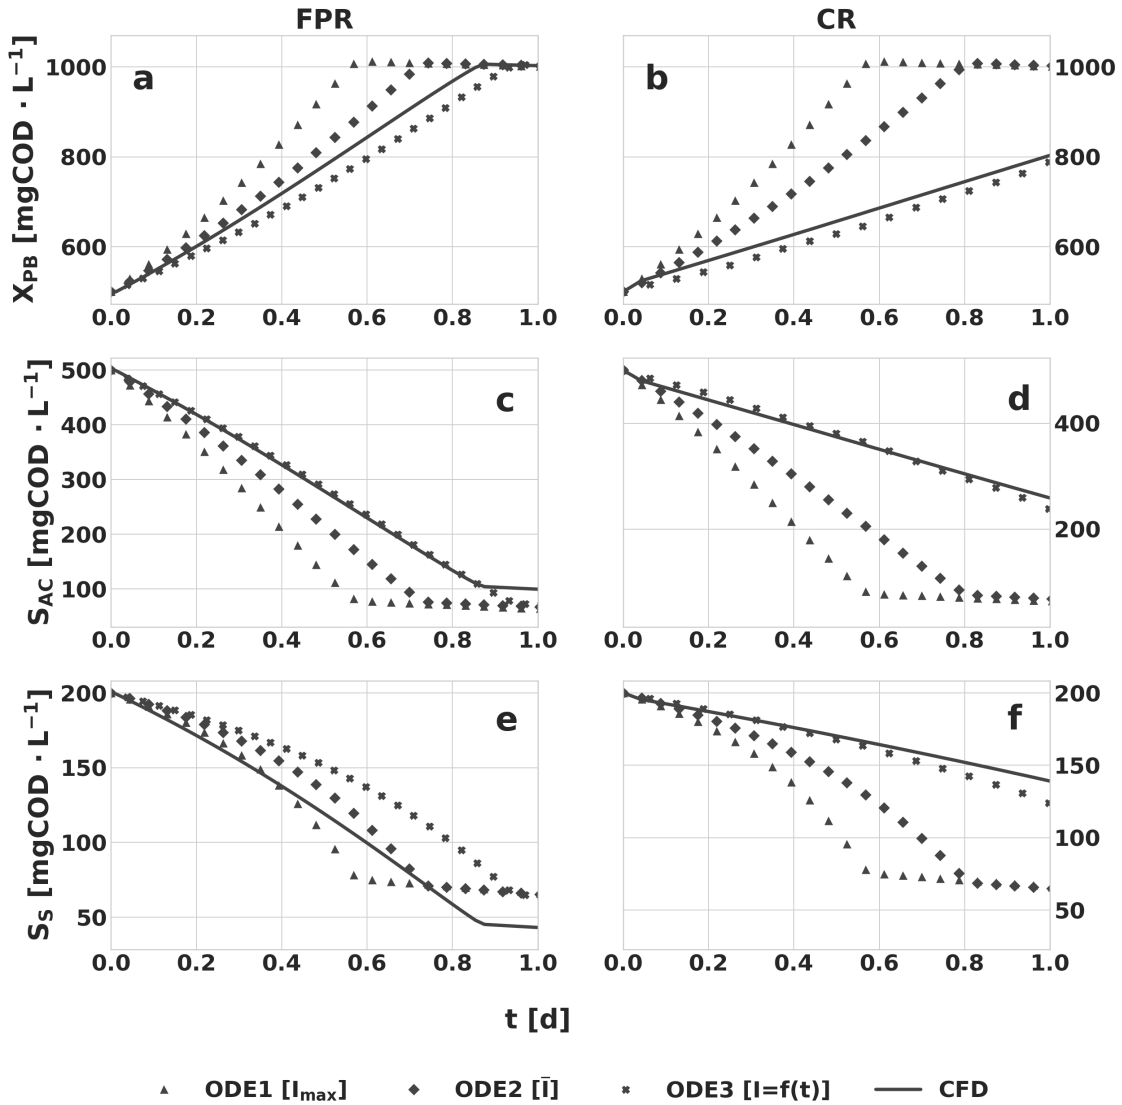 FPR
CR
X_PB [mgCOD · L⁻¹]
1000
800
600
a
0.0 0.2 0.4 0.6 0.8 1.0
b
1000
800
600
0.0 0.2 0.4 0.6 0.8 1.0
S_AC [mgCOD · L⁻¹]
500
400
300
200
100
c
0.0 0.2 0.4 0.6 0.8 1.0
d
400
200
0.0 0.2 0.4 0.6 0.8 1.0
S_S [mgCOD · L⁻¹]
200
150
100
50
e
0.0 0.2 0.4 0.6 0.8 1.0
f
200
150
100
50
0.0 0.2 0.4 0.6 0.8 1.0
t [d]
ODE1 [I_max] ODE2 [Ī] ODE3 [I=f(t)] CFD